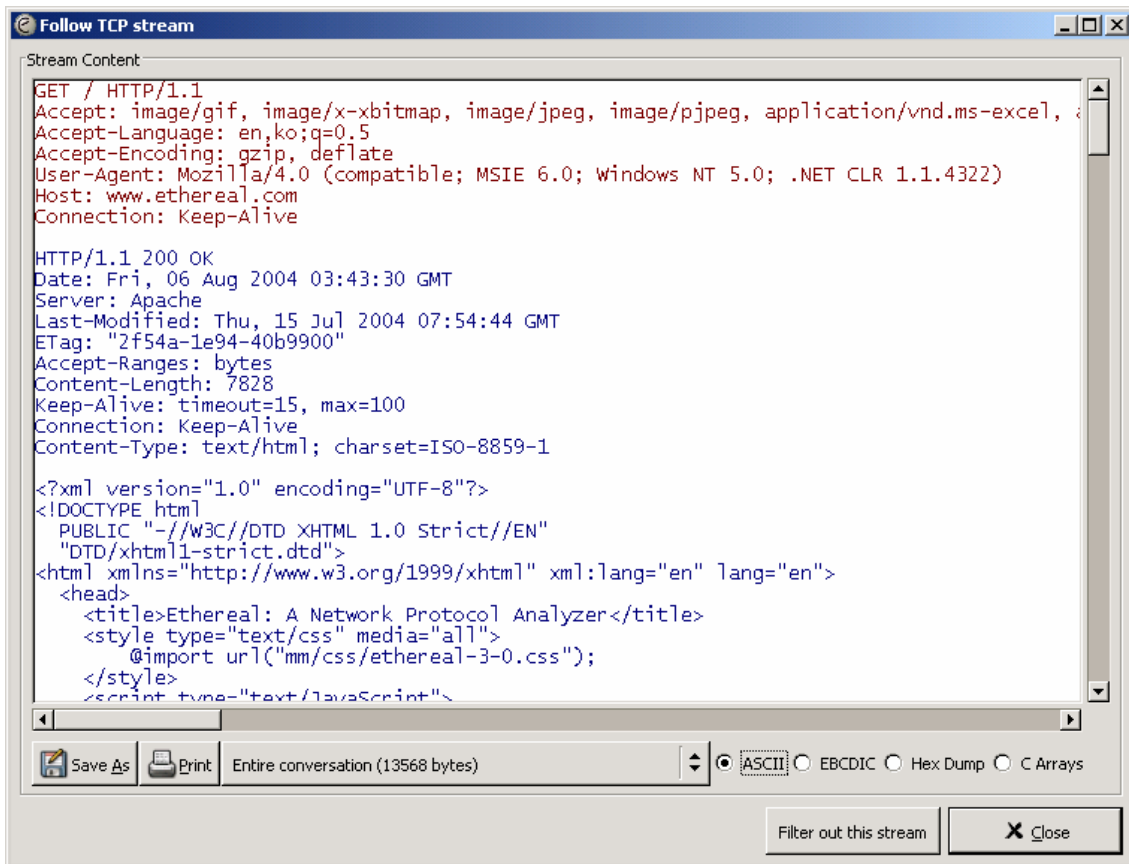 Follow TCP stream
Stream Content
GET / HTTP/1.1
Accept: image/gif, image/x-xbitmap, image/jpeg, image/pjpeg, application/vnd.ms-excel,
Accept-Language: en,ko;q=0.5
Accept-Encoding: gzip, deflate
User-Agent: Mozilla/4.0 (compatible; MSIE 6.0; Windows NT 5.0; .NET CLR 1.1.4322)
Host: www.ethereal.com
Connection: Keep-Alive
HTTP/1.1 200 OK
Date: Fri, 06 Aug 2004 03:43:30 GMT
Server: Apache
Last-Modified: Thu, 15 Jul 2004 07:54:44 GMT
ETag: "2f54a-1e94-40b9900"
Accept-Ranges: bytes
Content-Length: 7828
Keep-Alive: timeout=15, max=100
Connection: Keep-Alive
Content-Type: text/html; charset=ISO-8859-1
<?xml version="1.0" encoding="UTF-8"?>
<!DOCTYPE html
PUBLIC "-//W3C//DTD XHTML 1.0 Strict//EN"
"DTD/xhtml1-strict.dtd">
<html xmlns="http://www.w3.org/1999/xhtml" xml:lang="en" lang="en">
<head>
<title>Ethereal: A Network Protocol Analyzer</title>
<style type="text/css" media="all">
@import url("mm/css/ethereal-3-0.css");
</style>
<script type="text/JavaScript">
Save As Print Entire conversation (13568 bytes) ASCII EBCDIC Hex Dump C Arrays
Filter out this stream Close